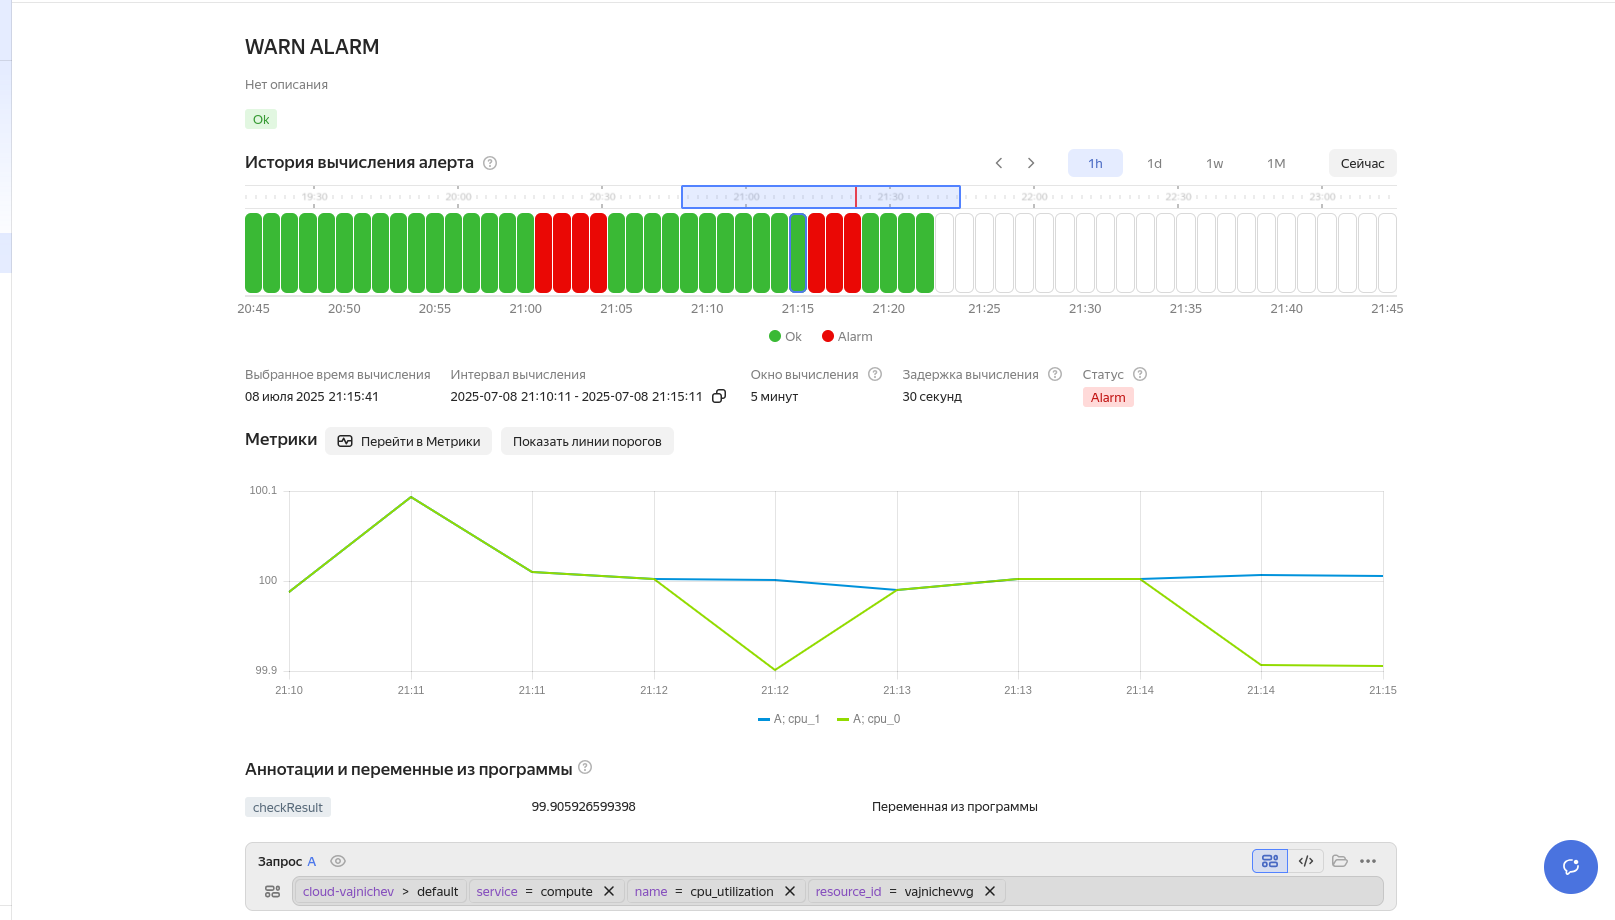 WARN ALARM
Нет описания
Ok
История вычисления алерта
1h 1d 1w 1M Сейчас
19:30 20:00 20:30 21:00 21:30 22:00 22:30 23:00
20:45 20:50 20:55 21:00 21:05 21:10 21:15 21:20 21:25 21:30 21:35 21:40 21:45
Ok Alarm
Выбранное время вычисления Интервал вычисления Окно вычисления Задержка вычисления Статус
08 июля 2025 21:15:41 2025-07-08 21:10:11 - 2025-07-08 21:15:11 5 минут 30 секунд Alarm
Метрики Перейти в Метрики Показать линии порогов
100.1
100
99.9
21:10 21:11 21:11 21:12 21:12 21:13 21:13 21:14 21:14 21:15
A; cpu_1 A; cpu_0
Аннотации и переменные из программы
checkResult 99.905926599398 Переменная из программы
Запрос A
cloud-vajnichev > default service = compute name = cpu_utilization resource_id = vajnichevvg